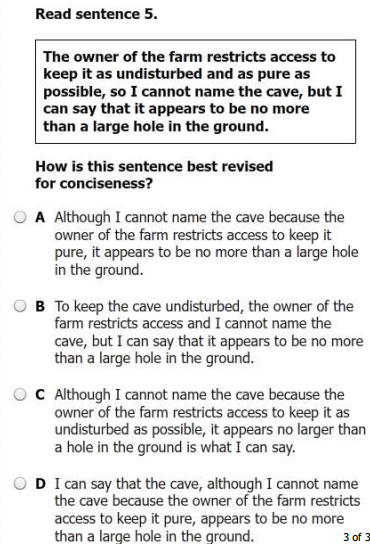 Read sentence 5.
The owner of the farm restricts access to
keep it as undisturbed and as pure as
possible, so I cannot name the cave, but I
can say that it appears to be no more
than a large hole in the ground.
How is this sentence best revised
for conciseness?
A Although I cannot name the cave because the
owner of the farm restricts access to keep it
pure, it appears to be no more than a large hole
in the ground.
B To keep the cave undisturbed, the owner of the
farm restricts access and I cannot name the
cave, but I can say that it appears to be no more
than a large hole in the ground.
C Although I cannot name the cave because the
owner of the farm restricts access to keep it as
undisturbed as possible, it appears no larger than
a hole in the ground is what I can say.
D I can say that the cave, although I cannot name
the cave because the owner of the farm restricts
access to keep it pure, appears to be no more
than a large hole in the ground.
3 of 3